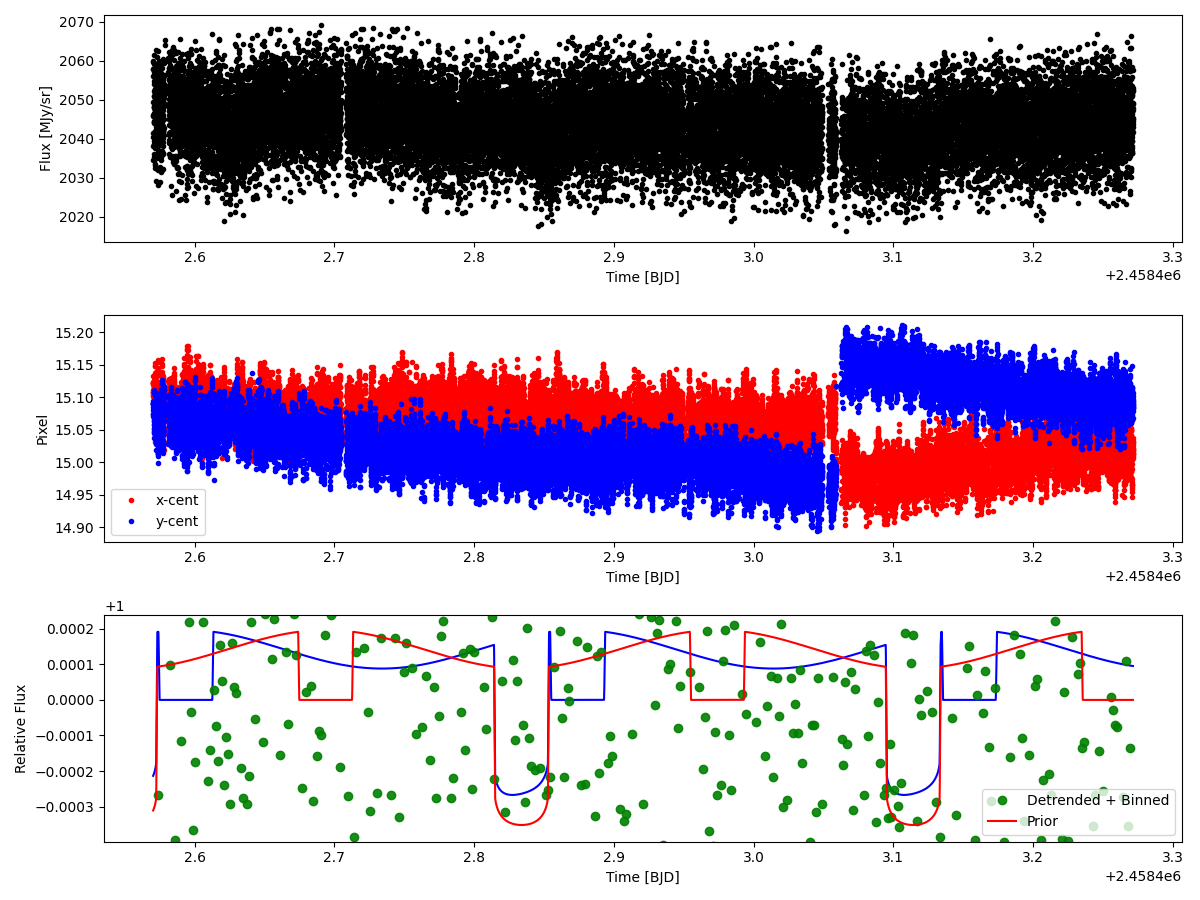 2070
2060
2050
2040
2030
2020
Flux [MJy/sr]
2.6 2.7 2.8 2.9 3.0 3.1 3.2 3.3
Time [BJD]
+2.4584e6
15.20
15.15
15.10
15.05
15.00
14.95
14.90
Pixel
x-cent
y-cent
2.6 2.7 2.8 2.9 3.0 3.1 3.2 3.3
Time [BJD]
+2.4584e6
+1
0.0002
0.0001
0.0000
−0.0001
−0.0002
−0.0003
Relative Flux
Detrended + Binned
Prior
2.6 2.7 2.8 2.9 3.0 3.1 3.2 3.3
Time [BJD]
+2.4584e6